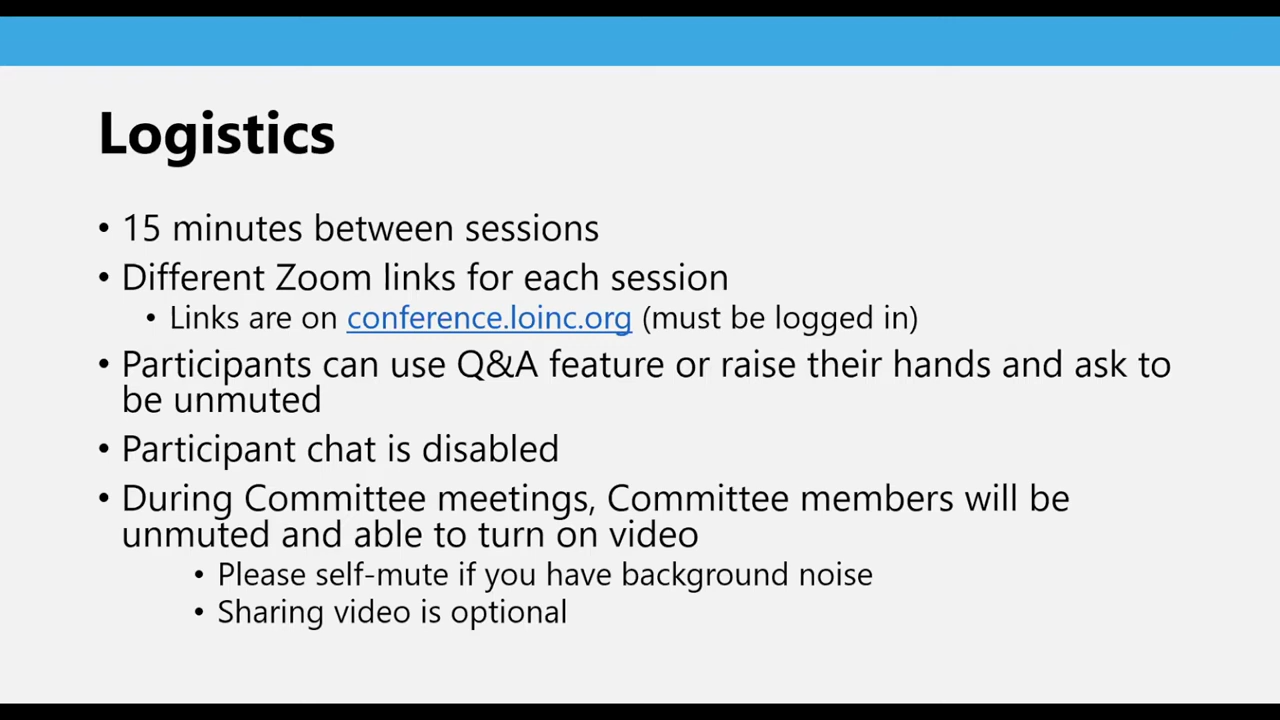 Logistics
• 15 minutes between sessions
• Different Zoom links for each session
• Links are on conference.loinc.org (must be logged in)
• Participants can use Q&A feature or raise their hands and ask to
be unmuted
• Participant chat is disabled
• During Committee meetings, Committee members will be
unmuted and able to turn on video
• Please self-mute if you have background noise
• Sharing video is optional